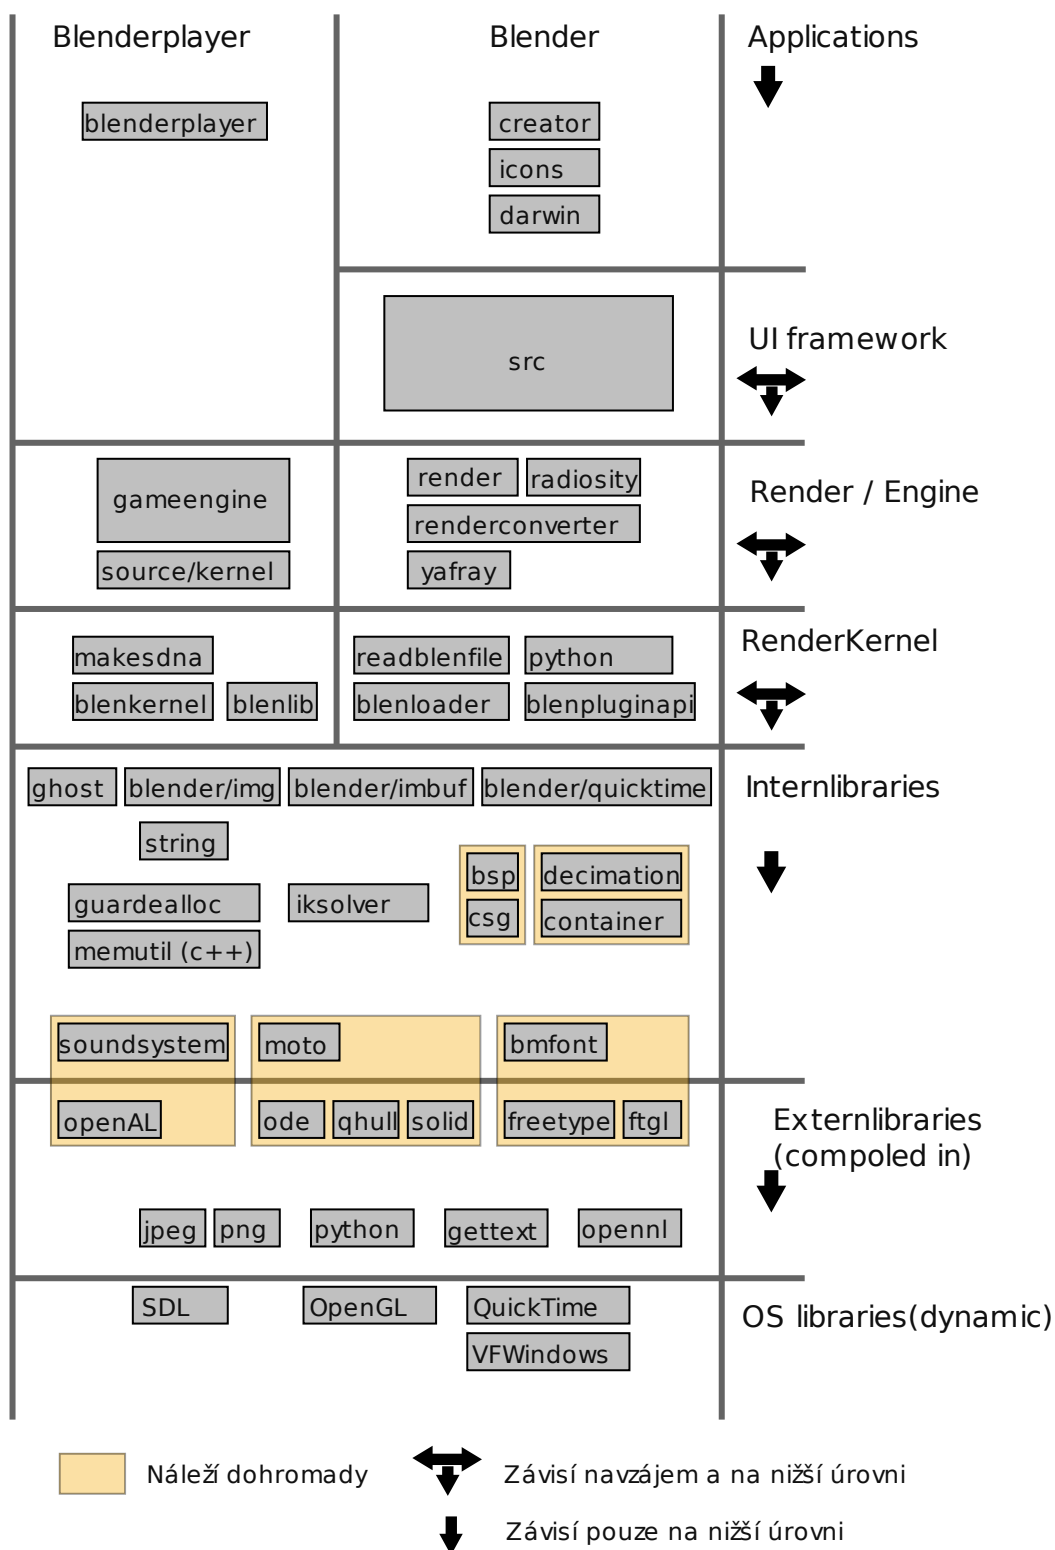 Blenderplayer
Blender
Applications
blenderplayer
creator
icons
darwin
src
UI framework
gameengine
source/kernel
render
radiosity
renderconverter
yafray
Render / Engine
makesdna
blenkernel
blenlib
readblenfile
python
blenloader
blenpluginapi
RenderKernel
ghost
blender/img
blender/imbuf
blender/quicktime
Internlibraries
string
bsp
decimation
guardealloc
iksolver
csg
container
memutil (c++)
soundsystem
moto
bmfont
openAL
ode
qhull
solid
freetype
ftgl
Externlibraries
(compoled in)
jpeg
png
python
gettext
opennl
SDL
OpenGL
QuickTime
VFWindows
OS libraries(dynamic)
Náleží dohromady
Závisí navzájem a na nižší úrovni
Závisí pouze na nižší úrovni